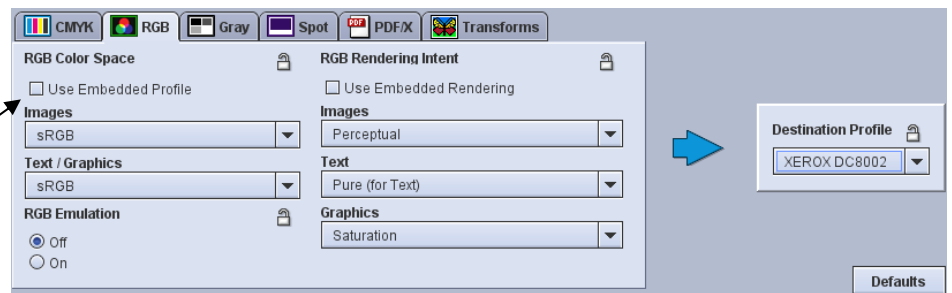 CMYK RGB Gray Spot PDF PDF/X Transforms
RGB Color Space
Use Embedded Profile
Images
sRGB
Text / Graphics
sRGB
RGB Emulation
Off
On
RGB Rendering Intent
Use Embedded Rendering
Images
Perceptual
Text
Pure (for Text)
Graphics
Saturation
Destination Profile
XEROX DC8002
Defaults